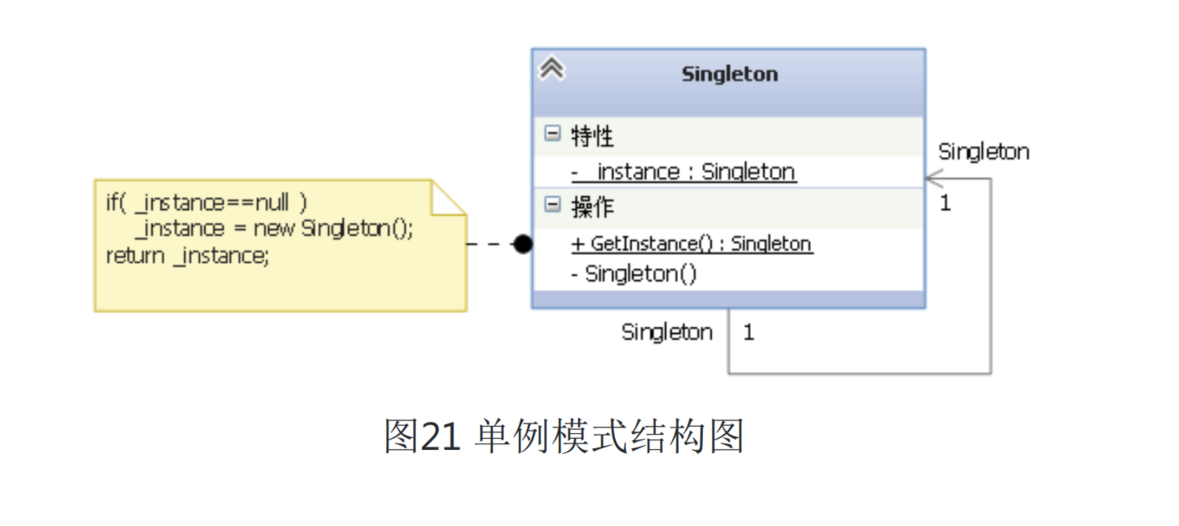 Singleton
特性
- _instance : Singleton
操作
+ GetInstance() : Singleton
- Singleton()
if( _instance==null )
_instance = new Singleton();
return _instance;
Singleton
1
Singleton
1
图21 单例模式结构图